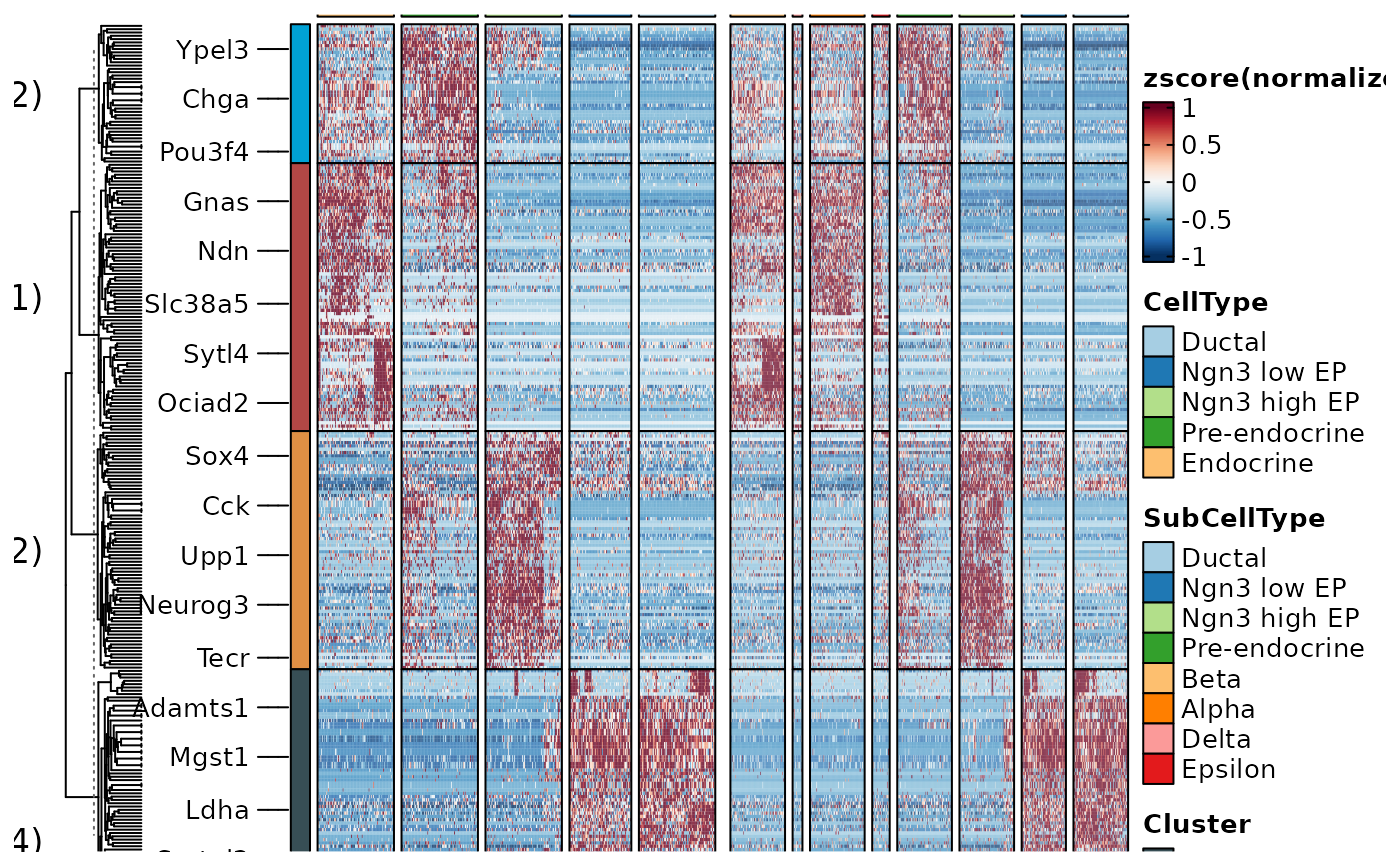 2)
1)
2)
4)
Ypel3
Chga
Pou3f4
Gnas
Ndn
Slc38a5
Sytl4
Ociad2
Sox4
Cck
Upp1
Neurog3
Tecr
Adamts1
Mgst1
Ldha
zscore(normalize
1
0.5
0
-0.5
-1
CellType
Ductal
Ngn3 low EP
Ngn3 high EP
Pre-endocrine
Endocrine
SubCellType
Ductal
Ngn3 low EP
Ngn3 high EP
Pre-endocrine
Beta
Alpha
Delta
Epsilon
Cluster